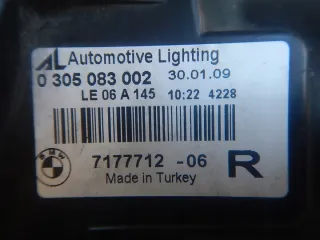 AL Automotive Lighting
0 305 083 002 30.01.09
LE 06 A 145 10:22 4228
BMW 7177712 -06 R
Made in Turkey